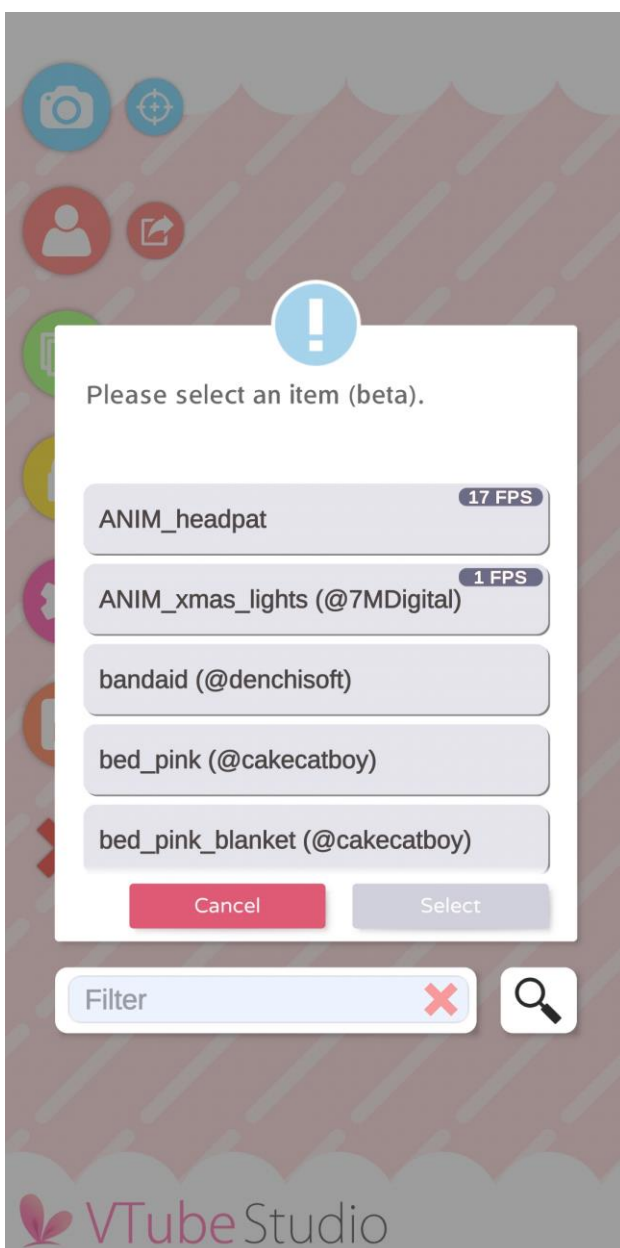 Please select an item (beta).
17 FPS
ANIM_headpat
1 FPS
ANIM_xmas_lights (@7MDigital)
bandaid (@denchisoft)
bed_pink (@cakecatboy)
bed_pink_blanket (@cakecatboy)
Cancel
Select
Filter
VTube Studio